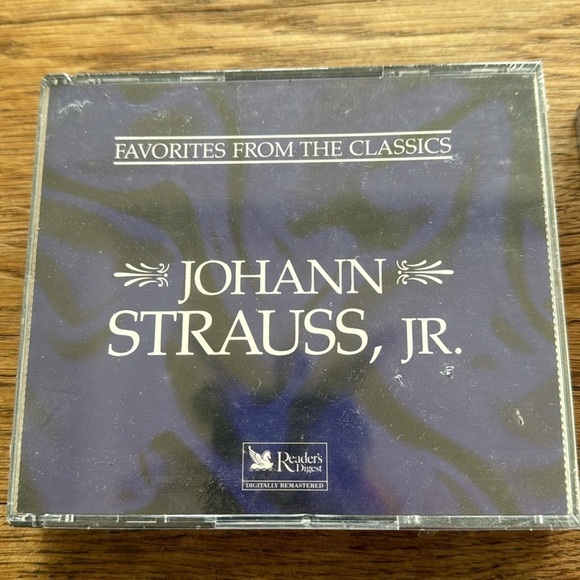 FAVORITES FROM THE CLASSICS
JOHANN
STRAUSS, JR.
Reader's
Digest
DIGITALLY REMASTERED